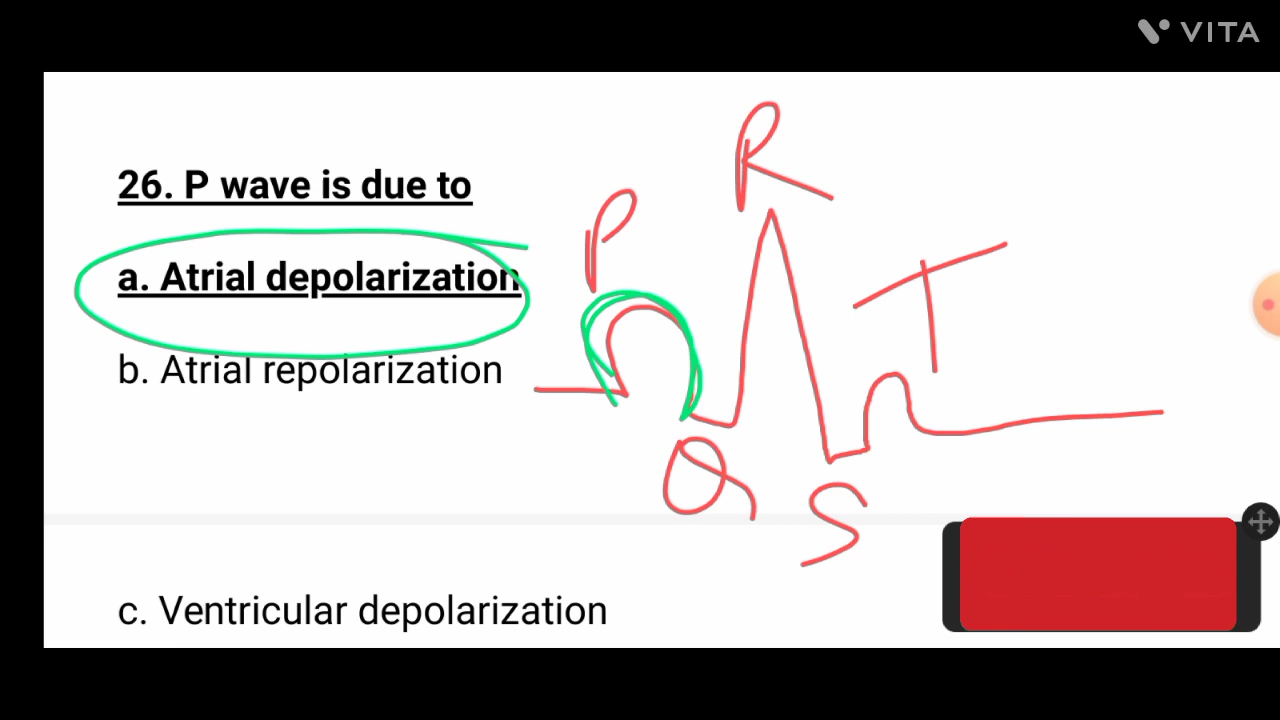 VITA
26. P wave is due to
a. Atrial depolarization
b. Atrial repolarization
c. Ventricular depolarization
P
R
T
Q
S